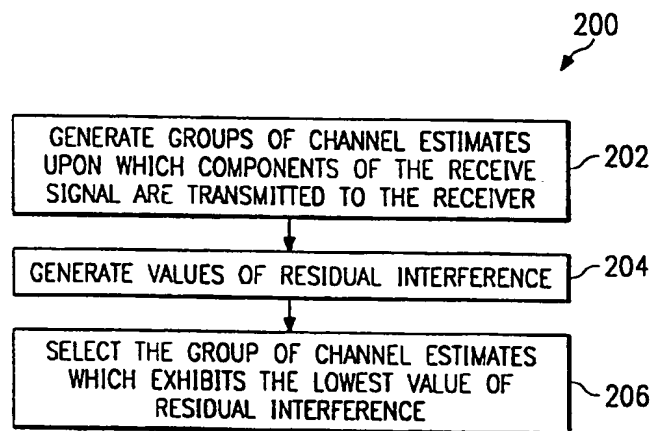 200
GENERATE GROUPS OF CHANNEL ESTIMATES
UPON WHICH COMPONENTS OF THE RECEIVE
SIGNAL ARE TRANSMITTED TO THE RECEIVER
202
GENERATE VALUES OF RESIDUAL INTERFERENCE
204
SELECT THE GROUP OF CHANNEL ESTIMATES
WHICH EXHIBITS THE LOWEST VALUE OF
RESIDUAL INTERFERENCE
206